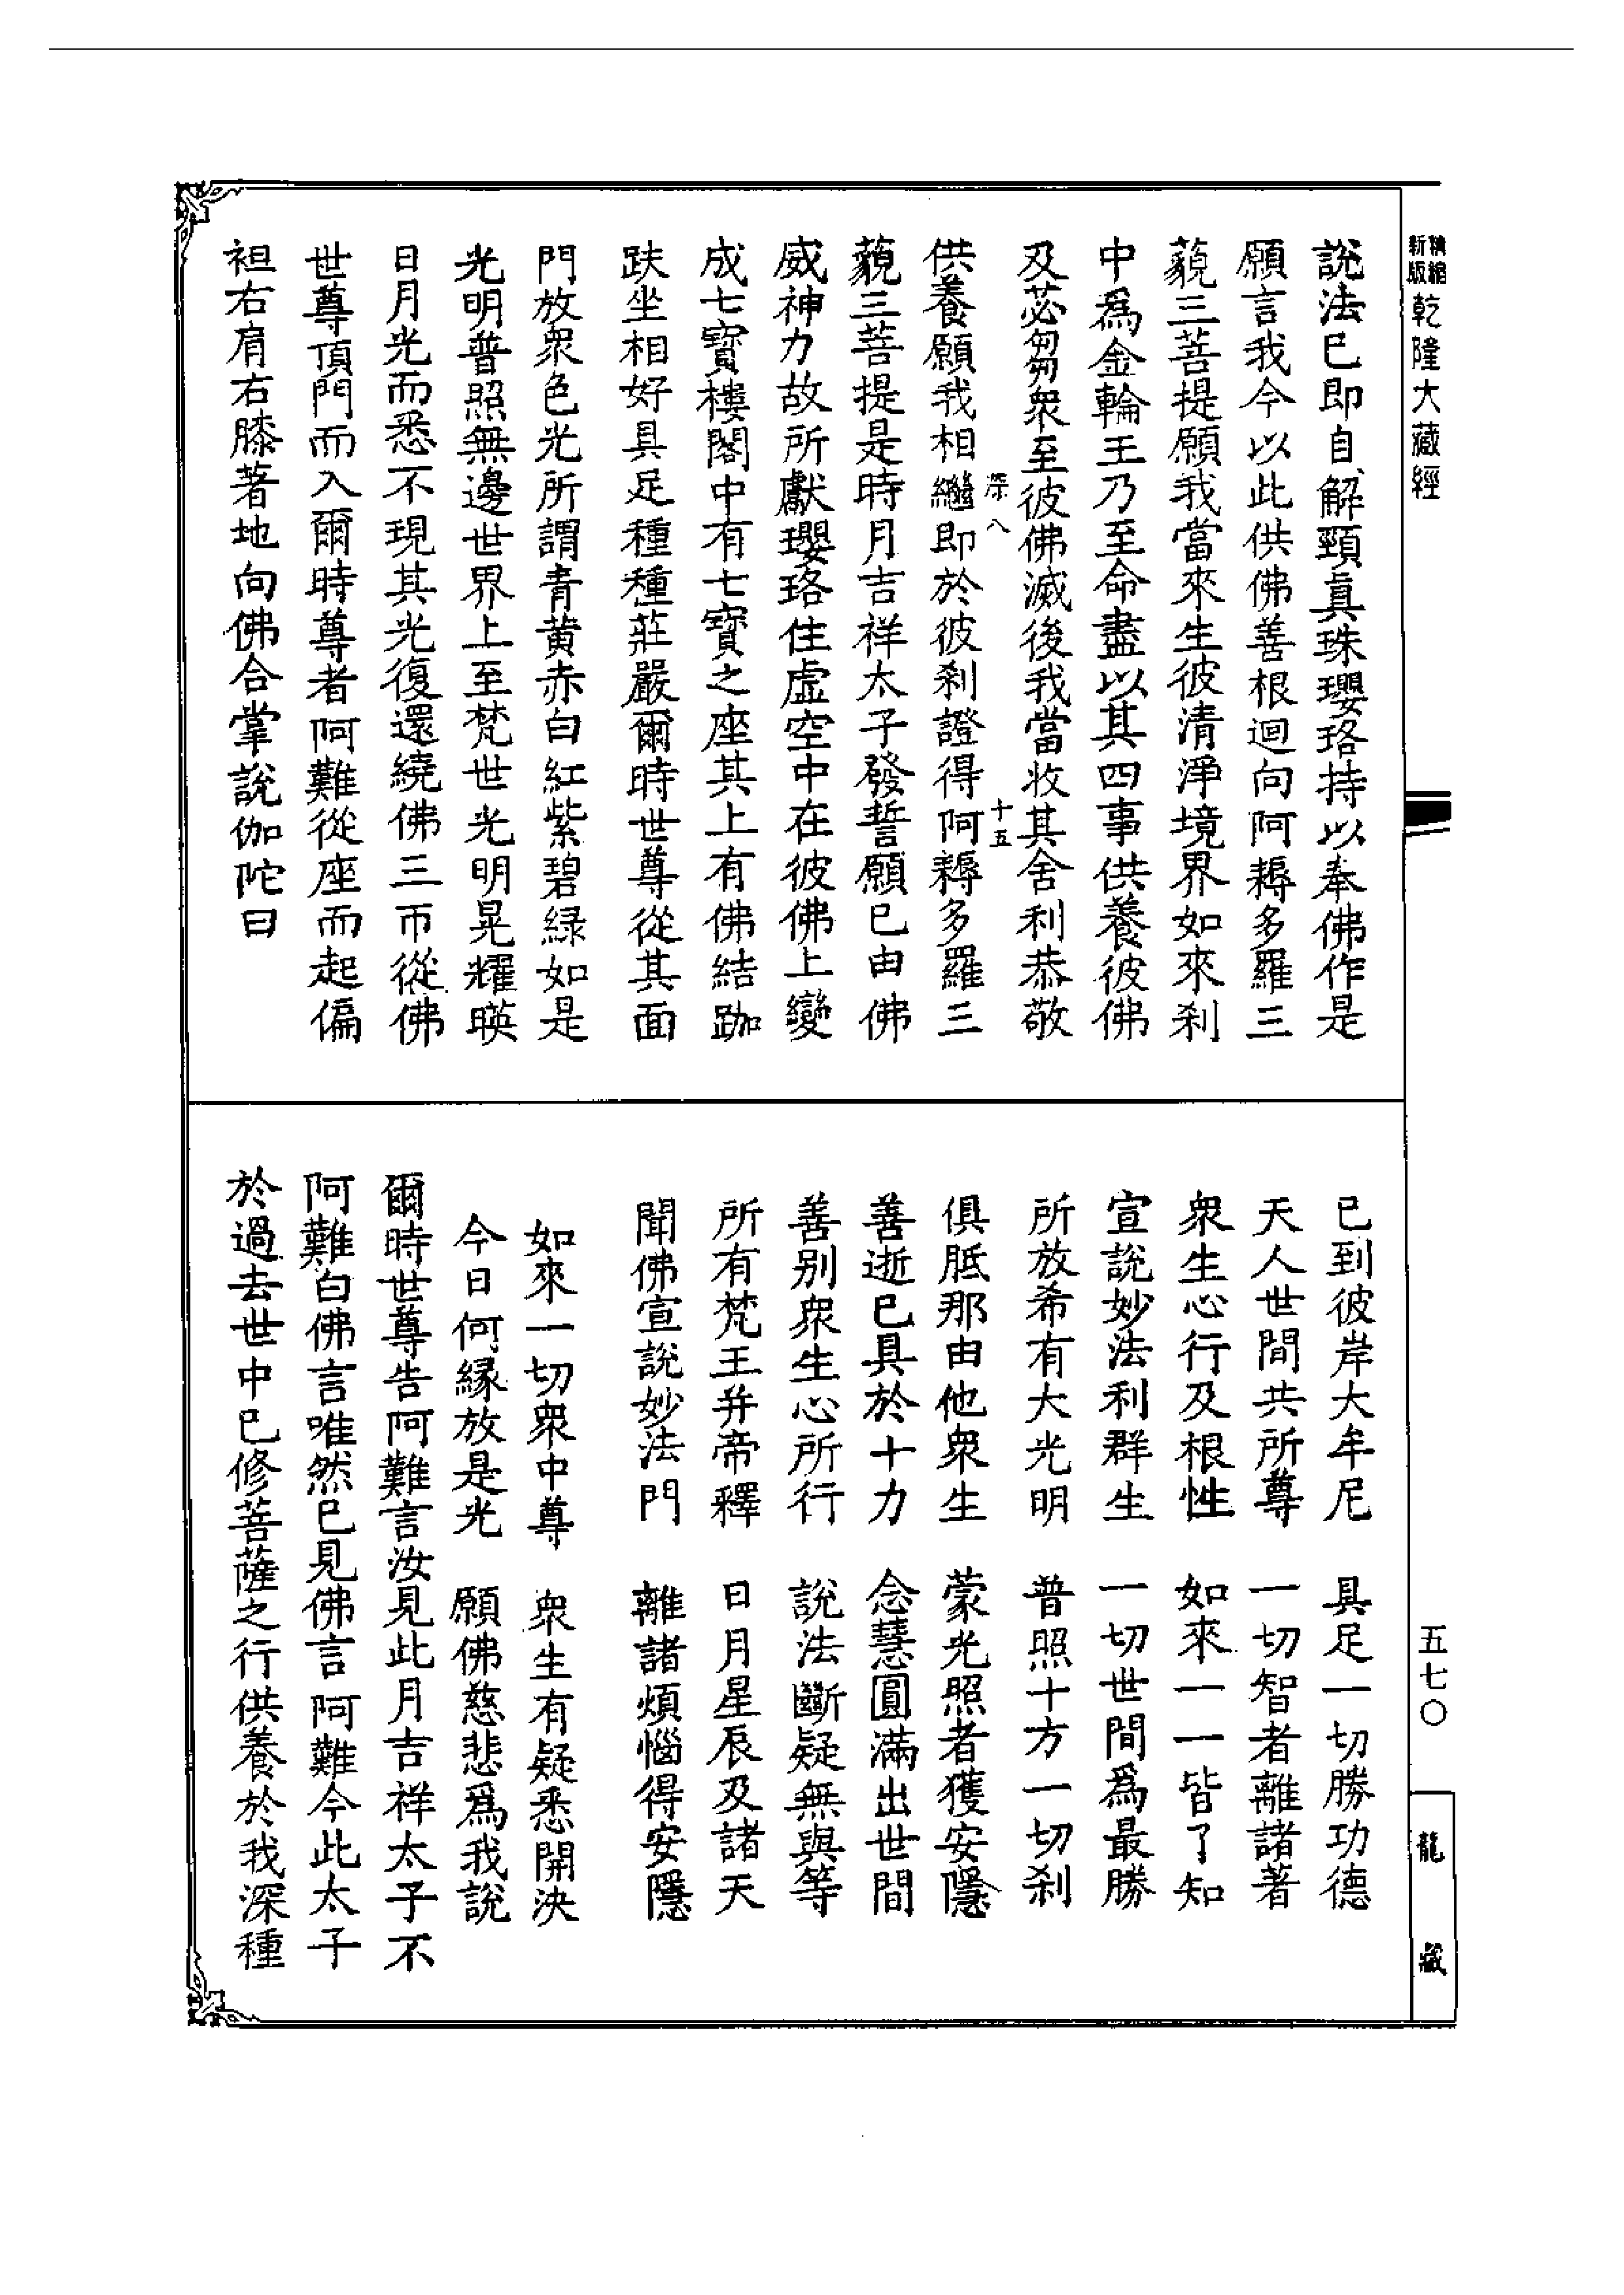 精縮新版乾隆大藏經
說法已即自解頸真珠瓔珞持以奉佛作是
願言我今以此供佛善根迴向阿耨多羅三
藐三菩提願我當來生彼清淨境界如來剎
中為金輪王乃至命盡以其四事供養彼佛
及苾芻眾至彼佛滅後我當收其舍利恭敬
深八 十五
供養願我相繼即於彼剎證得阿耨多羅三
藐三菩提是時月吉祥太子發誓願已由佛
威神力故所獻瓔珞住虛空中在彼佛上變
成七寶樓閣中有七寶之座其上有佛結跏
趺坐相好具足種種莊嚴爾時世尊從其面
門放眾色光所謂青黃赤白紅紫碧綠如是
光明普照無邊世界上至梵世光明晃耀暎
日月光而悉不現其光復還繞佛三帀從佛
世尊頂門而入爾時尊者阿難從座而起偏
袒右肩右膝著地向佛合掌說伽陀曰
已到彼岸大牟尼 具足一切勝功德
天人世間共所尊 一切智者離諸著
眾生心行及根性 如來一一皆了知
宣說妙法利群生 一切世間為最勝
所放希有大光明 普照十方一切剎
俱胝那由他眾生 蒙光照者獲安隱
善逝已具於十力 念慧圓滿出世間
善別眾生心所行 說法斷疑無與等
所有梵王并帝釋 日月星辰及諸天
聞佛宣說妙法門 離諸煩惱得安隱
如來一切眾中尊 眾生有疑悉開決
今日何緣放是光 願佛慈悲為我說
爾時世尊告阿難言汝見此月吉祥太子不
阿難白佛言唯然已見佛言阿難今此太子
於過去世中已修菩薩之行供養於我深種
五七〇
龍藏